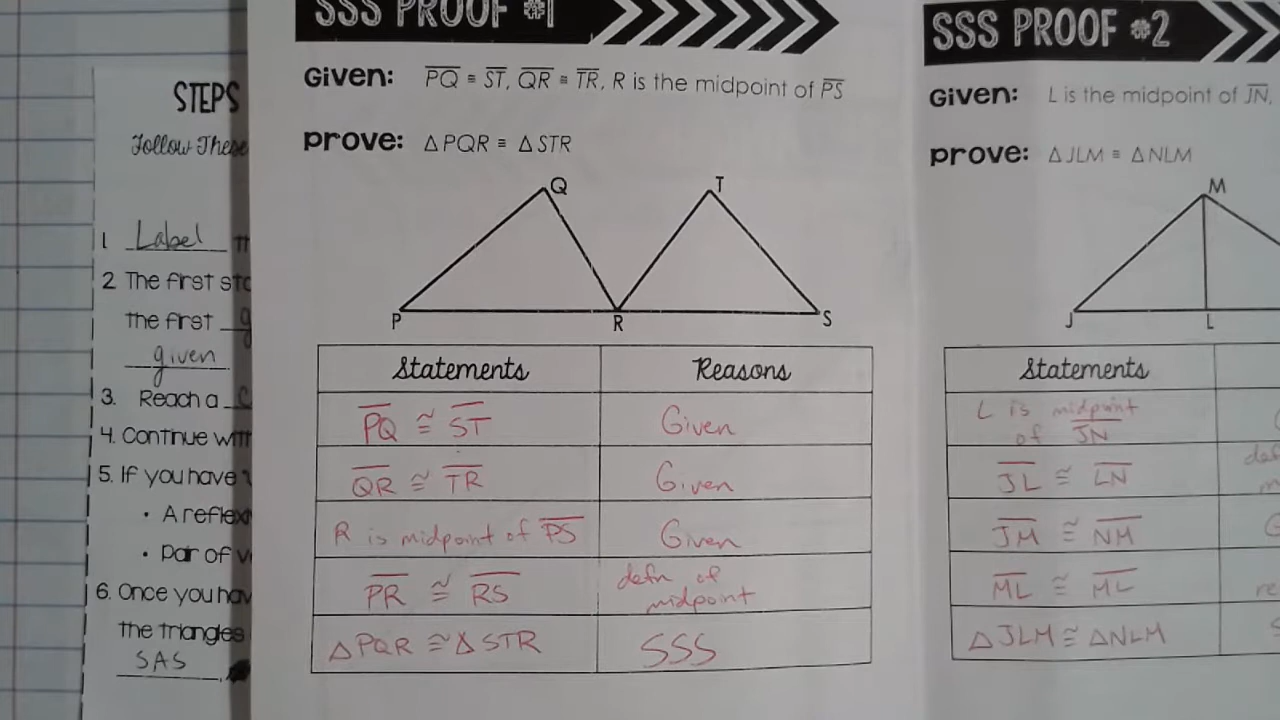 STEPS
Follow These
1 Label
2 The first
the first
given
3. Reach a
4. Continue
5. If you have
• A
• Pair of
6. Once you
the triangles
SAS
SSS PROOF #1
Given: PQ ≅ ST, QR ≅ TR, R is the midpoint of PS
Prove: △PQR ≅ △STR
Q
T
P
R
S
Statements Reasons
PQ ≅ ST Given
QR ≅ TR Given
R is midpoint of PS Given
PR ≅ RS defn of
midpoint
△PQR ≅ △STR SSS
SSS PROOF #2
Given: L is the midpoint of JN,
Prove: △JLM ≅ △NLM
M
J
L
Statements
L is midpoint
of JN
JL ≅ LN
JM ≅ NM
ML ≅ ML
△JLM ≅ △NLM